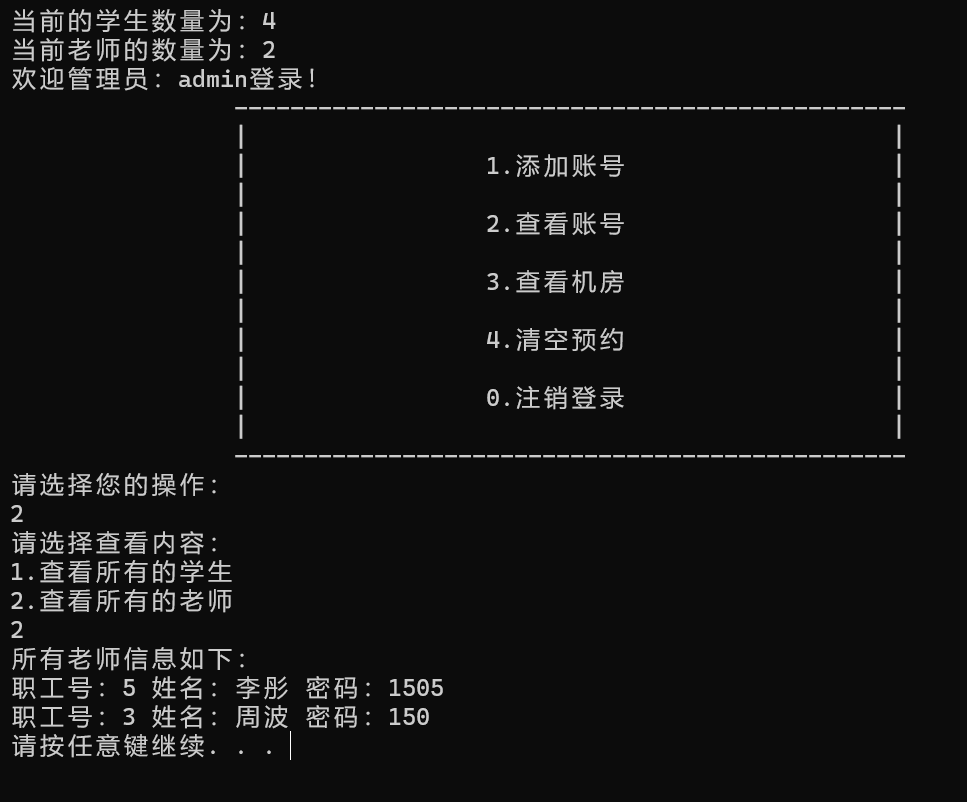 当前的学生数量为：4
当前老师的数量为：2
欢迎管理员：admin登录！
1.添加账号
2.查看账号
3.查看机房
4.清空预约
0.注销登录
请选择您的操作：
2
请选择查看内容：
1.查看所有的学生
2.查看所有的老师
2
所有老师信息如下：
职工号：5 姓名：李彤 密码：1505
职工号：3 姓名：周波 密码：150
请按任意键继续. . .